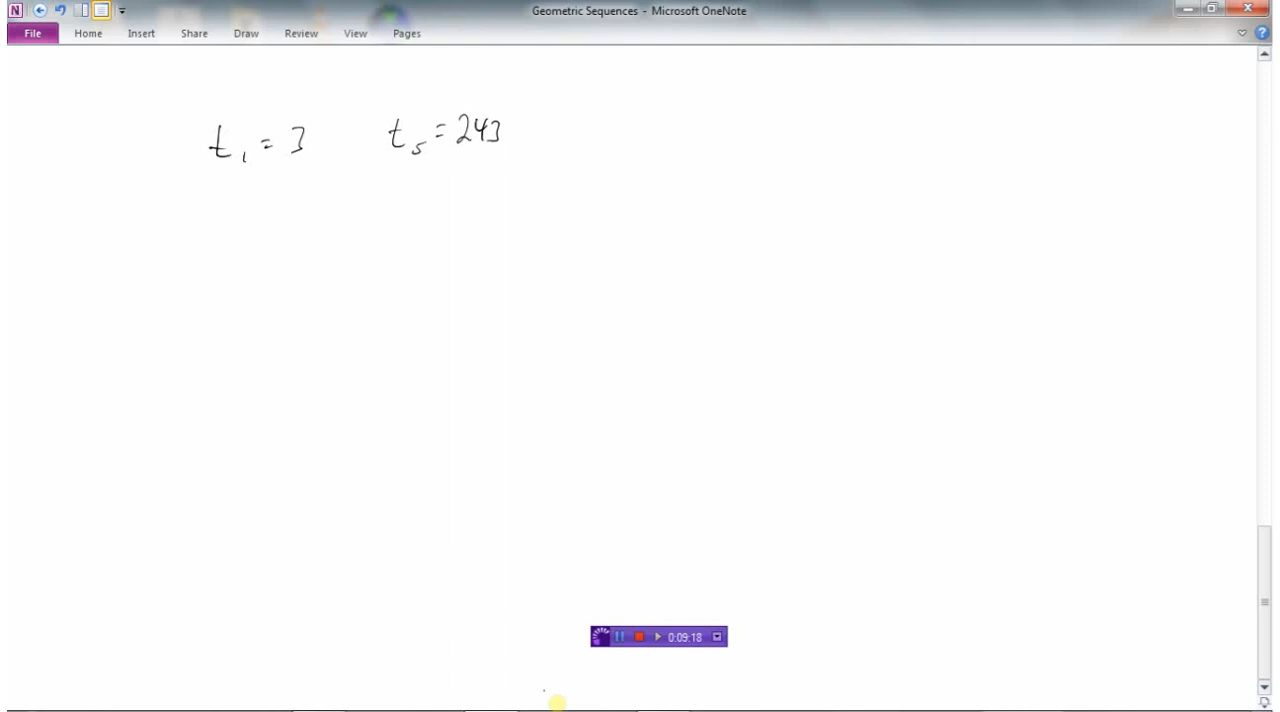 Geometric Sequences - Microsoft OneNote
File Home Insert Share Draw Review View Pages
t₁ = 3 t₅ = 243
0:09:18